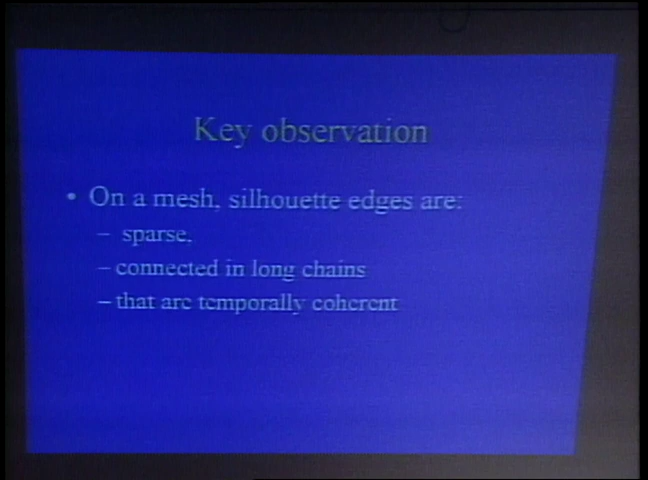 Key observation
• On a mesh, silhouette edges are:
– sparse,
– connected in long chains
– that are temporally coherent